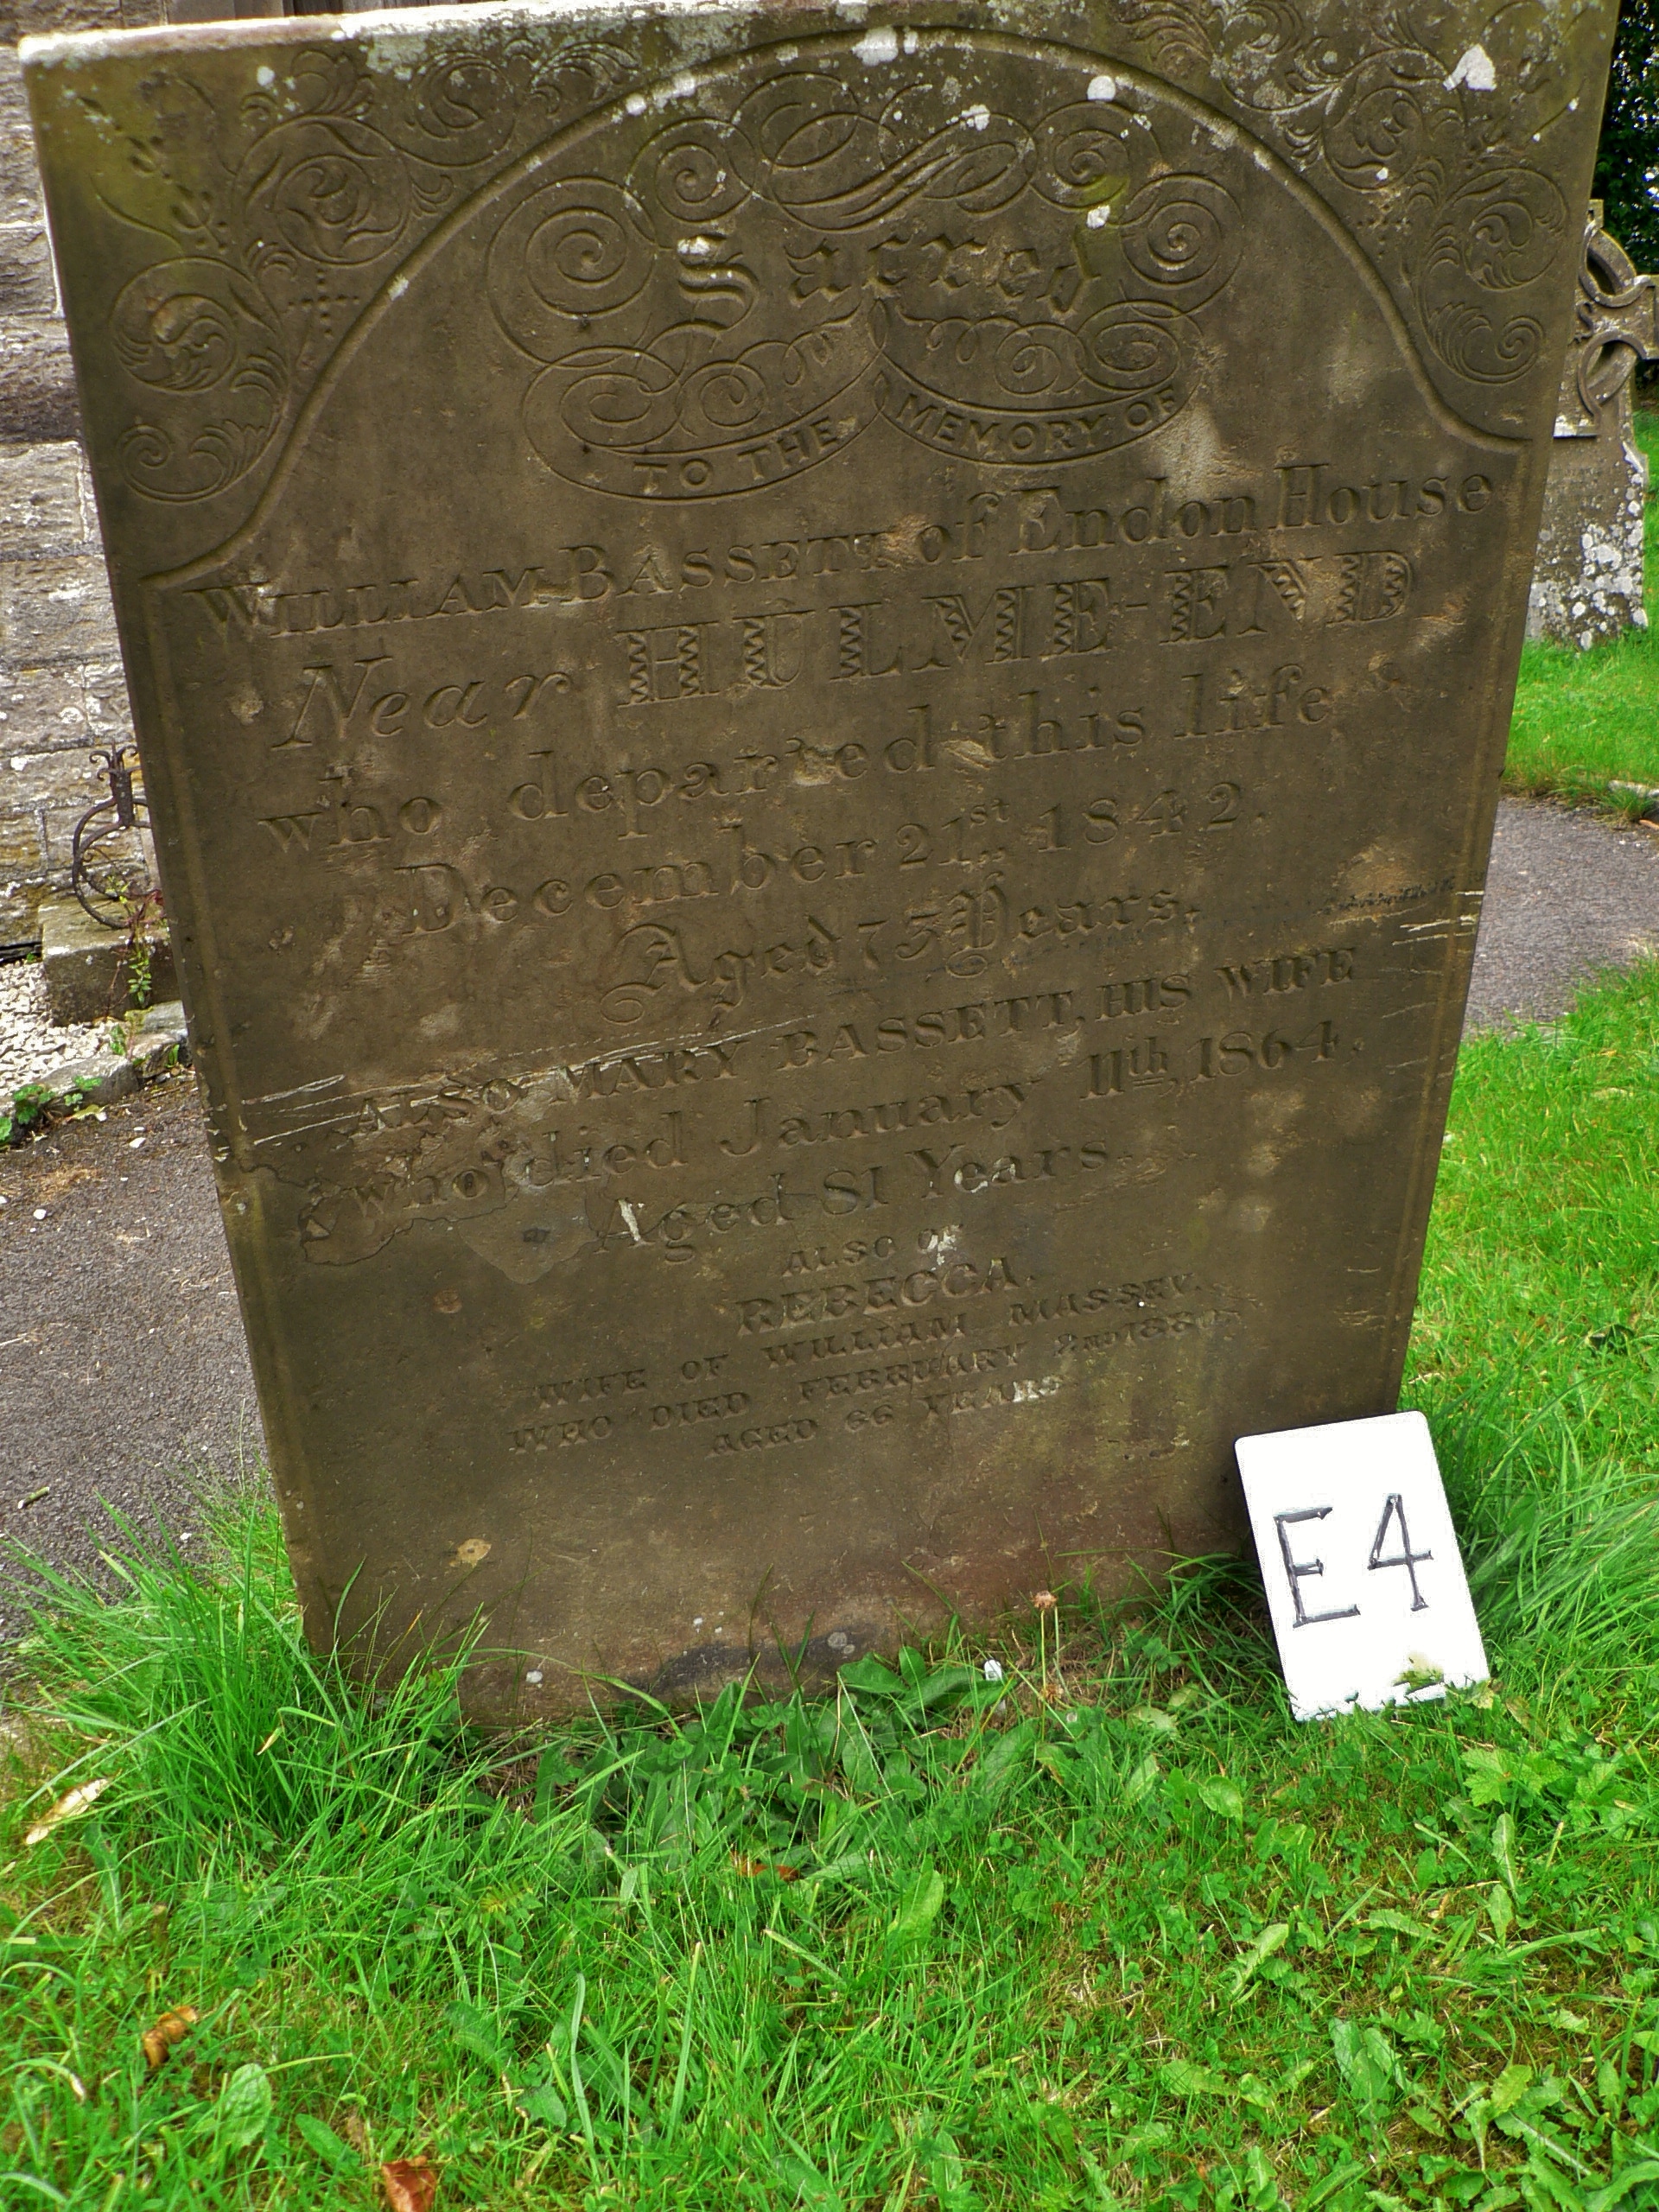 Sacred
TO THE MEMORY OF
WILLIAM BASSETT of Endon House
Near HULME-END
who departed this life
December 21st, 1842.
Aged 75 Years.
ALSO MARY BASSETT, HIS WIFE
who died January 11th, 1864.
Aged 81 Years.
ALSO OF
REBECCA.
WIFE OF WILLIAM MASSEY.
WHO DIED FEBRUARY 2ND
AGED 66 YEARS
E4